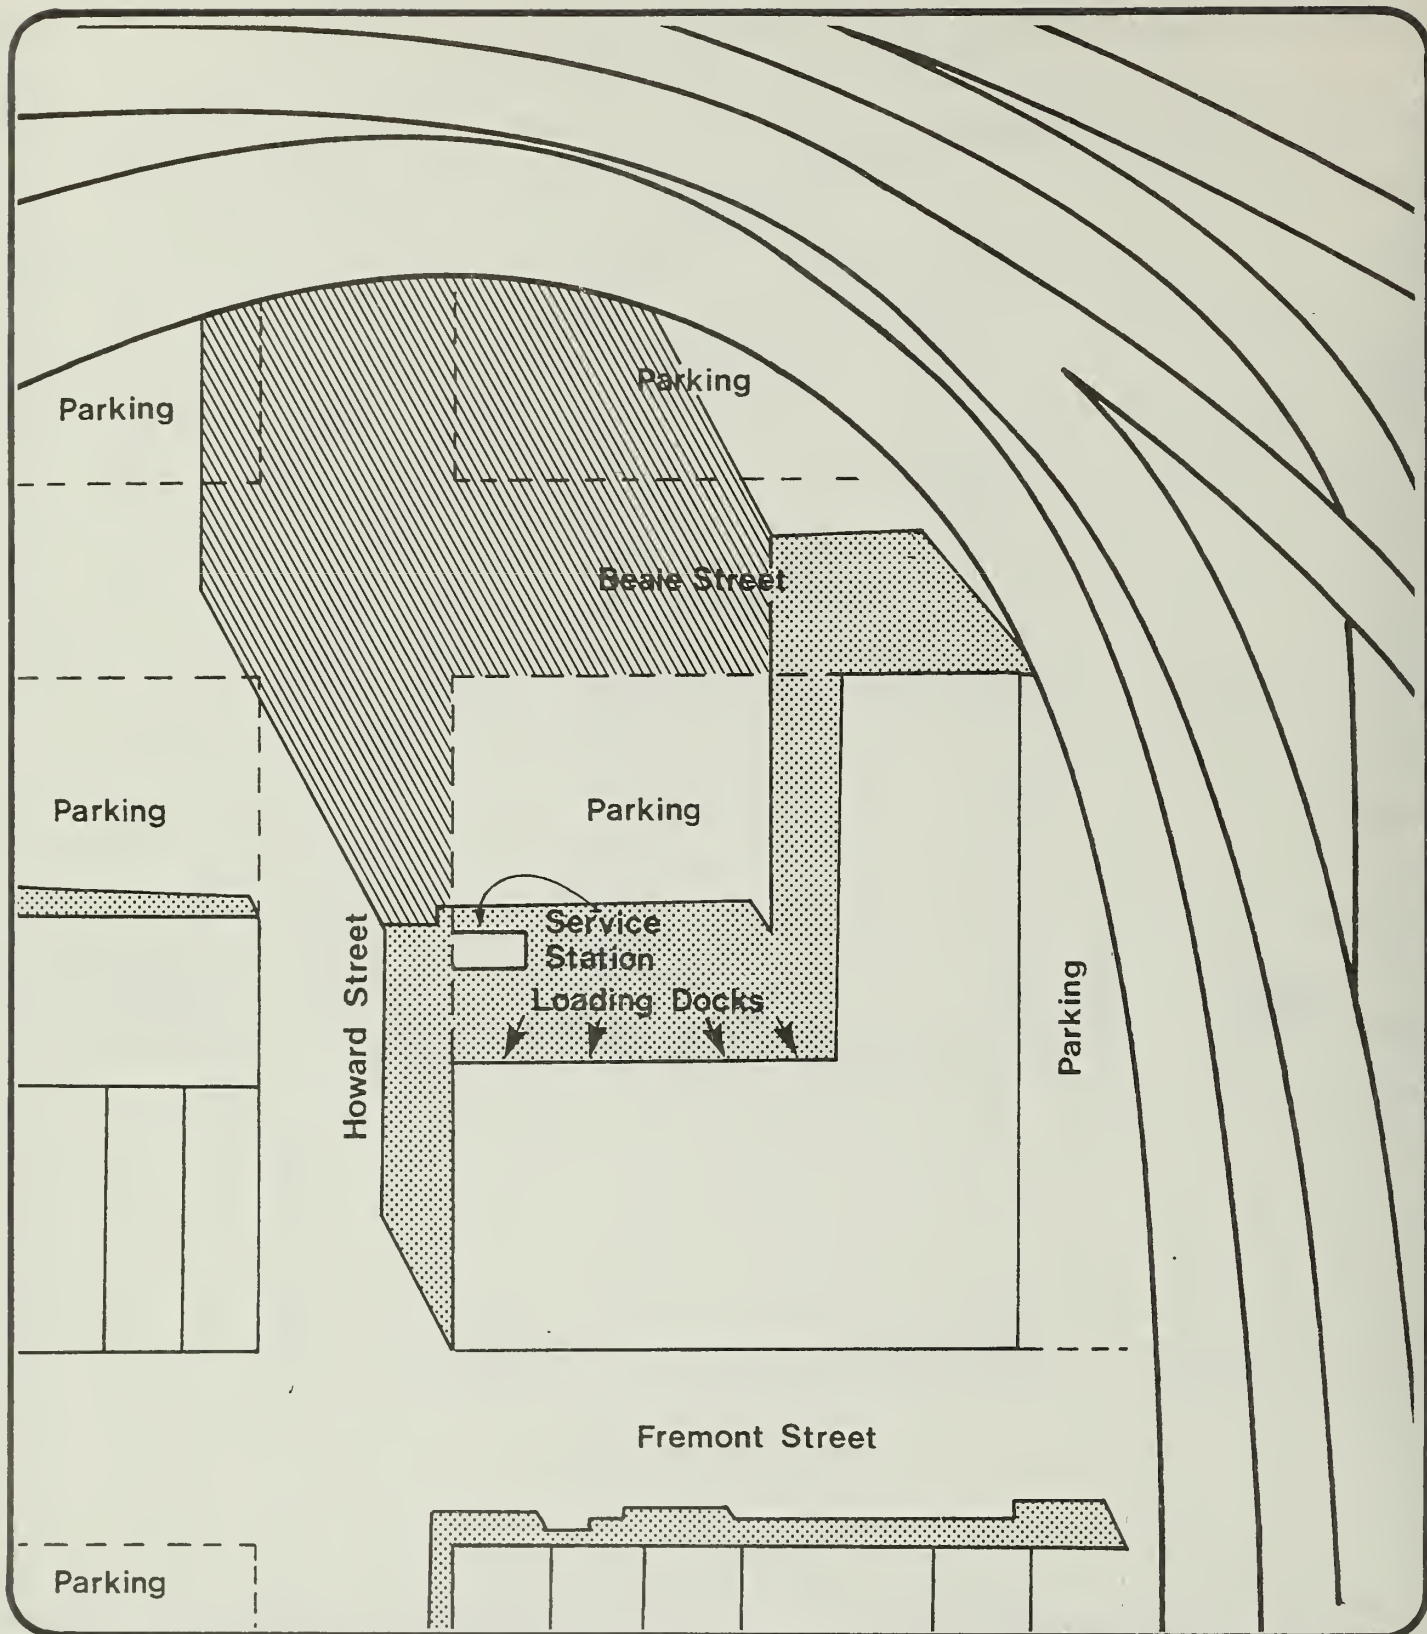 Parking
Parking
Beale Street
Parking
Parking
Service
Station
Loading Docks
Howard Street
Parking
Fremont Street
Parking